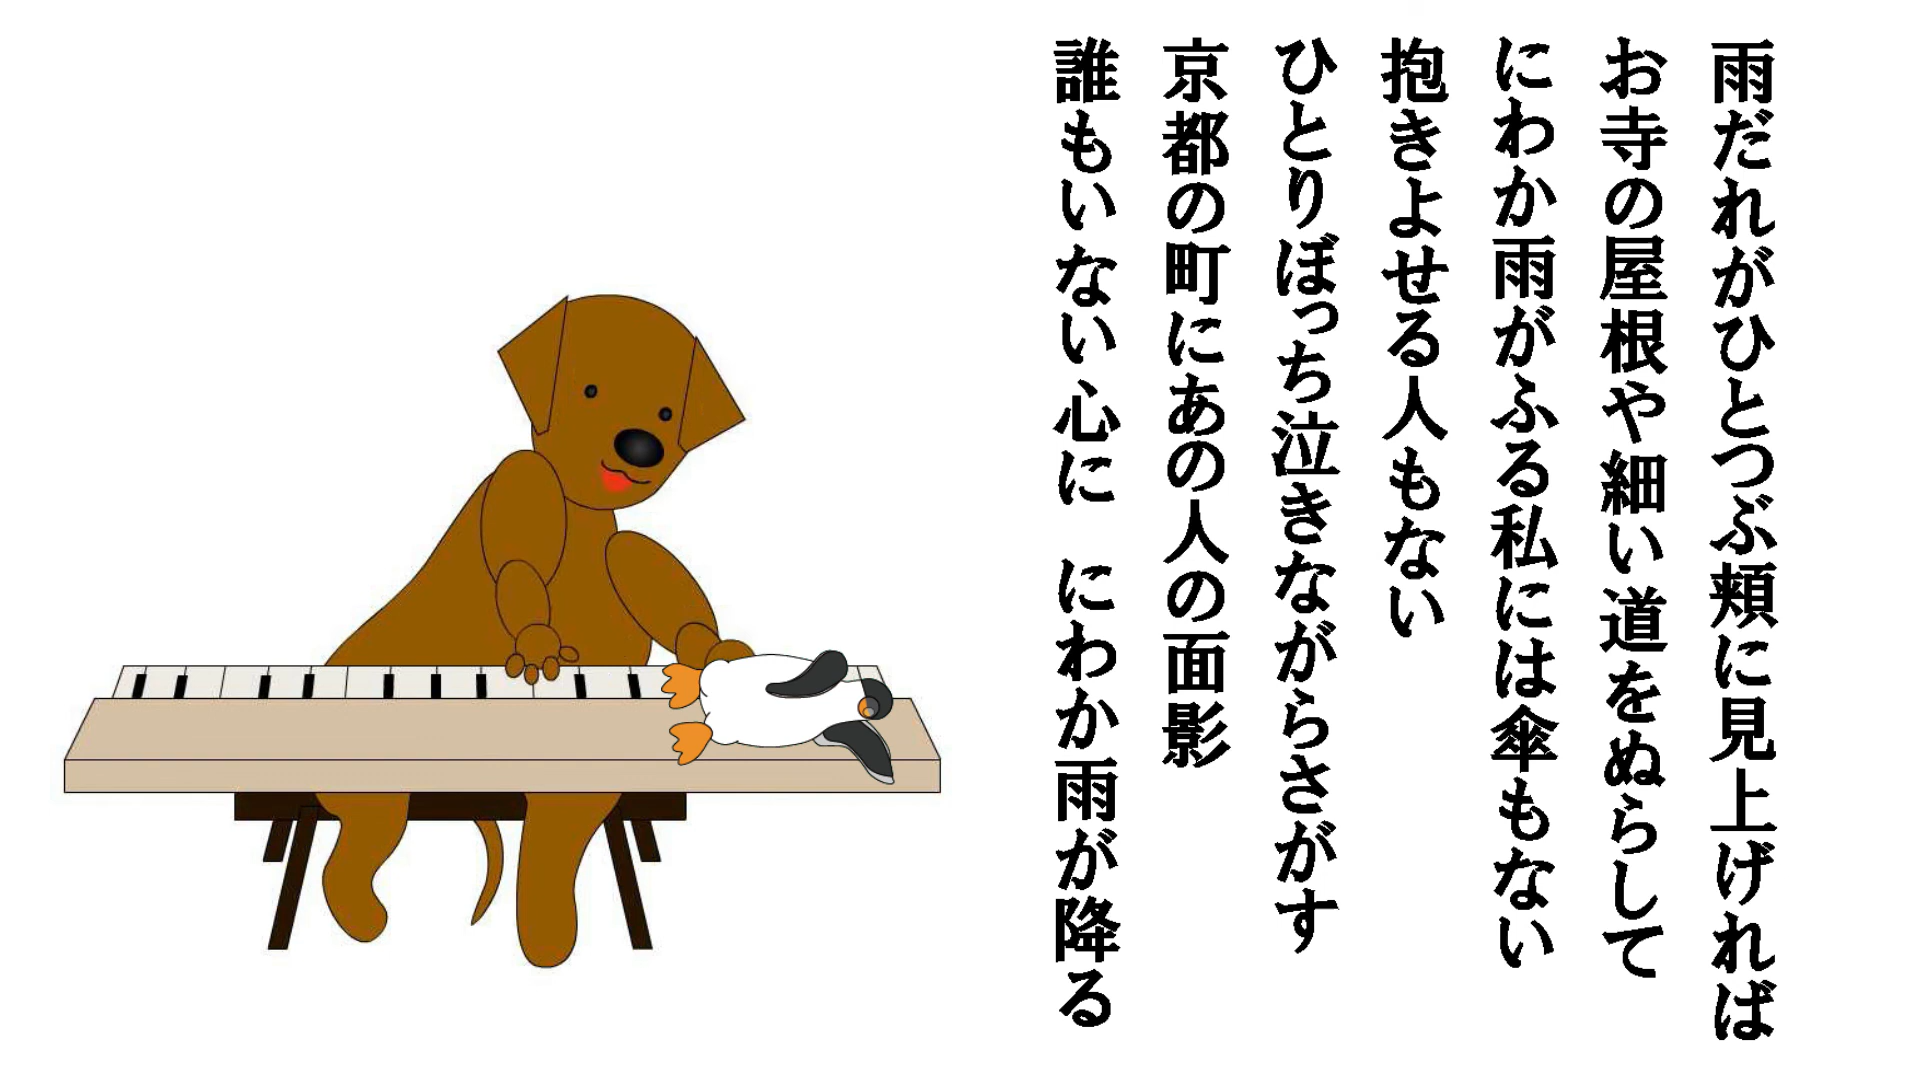 雨だれがひとつぶ頬に見上げれば
お寺の屋根や細い道をぬらして
にわか雨がふる私には傘もない
抱きよせる人もない
ひとりぼっち泣きながらさがす
京都の町にあの人の面影
誰もいない心に　にわか雨が降る